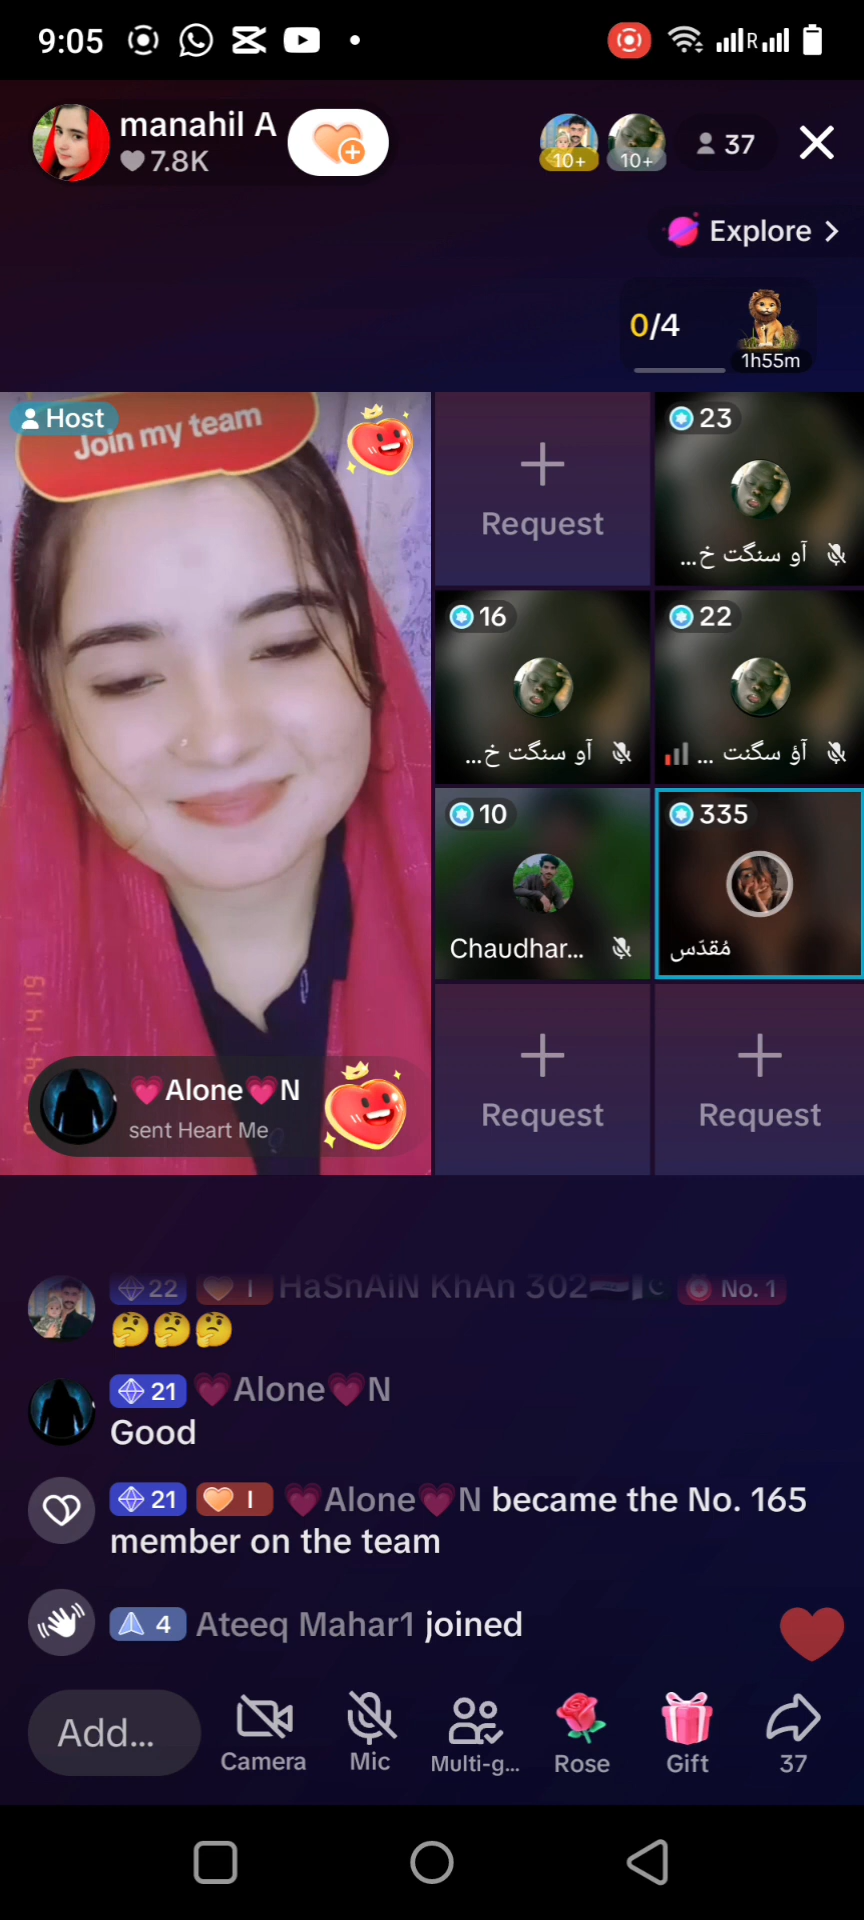 9:05
R
manahil A
7.8K
10+
10+
37
Explore
0/4
1h55m
Host
Join my team
Request
23
آو سنگت خ...
16
آو سنگت خ...
22
آؤ سگنت ...
10
Chaudhar...
335
مُقدَس
Alone N
sent Heart Me
Request
Request
22 I HaSnAiN KhAn 302 No. 1
21 Alone N
Good
21 I Alone N became the No. 165
member on the team
4 Ateeq Mahar1 joined
Add...
Camera
Mic
Multi-g...
Rose
Gift
37